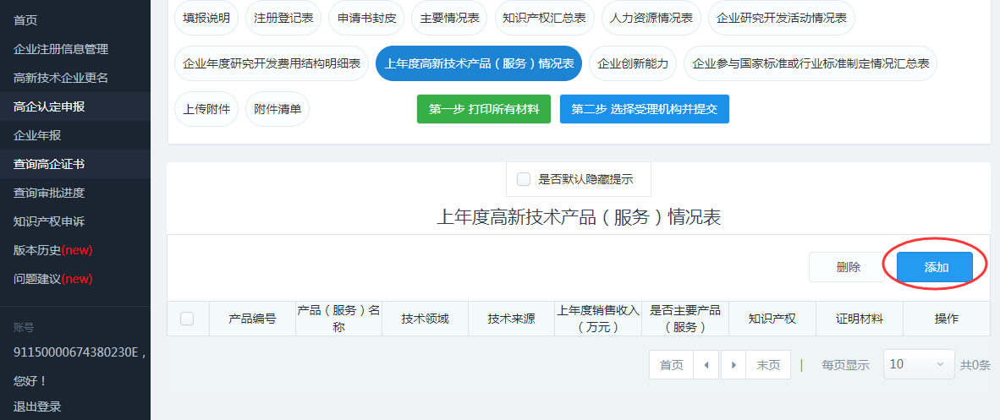 首页
企业注册信息管理
高新技术企业更名
高企认定申报
企业年报
查询高企证书
查询审批进度
知识产权申诉
版本历史(new)
问题建议(new)
账号
91150000674380230E，
您好！
退出登录
填报说明 注册登记表 申请书封皮 主要情况表 知识产权汇总表 人力资源情况表 企业研究开发活动情况表
企业年度研究开发费用结构明细表 上年度高新技术产品（服务）情况表 企业创新能力 企业参与国家标准或行业标准制定情况汇总表
上传附件 附件清单 第一步 打印所有材料 第二步 选择受理机构并提交
是否默认隐藏提示
上年度高新技术产品（服务）情况表
删除 添加
产品编号 产品（服务）名称 技术领域 技术来源 上年度销售收入（万元） 是否主要产品（服务） 知识产权 证明材料 操作
首页 末页 | 每页显示 10 共0条